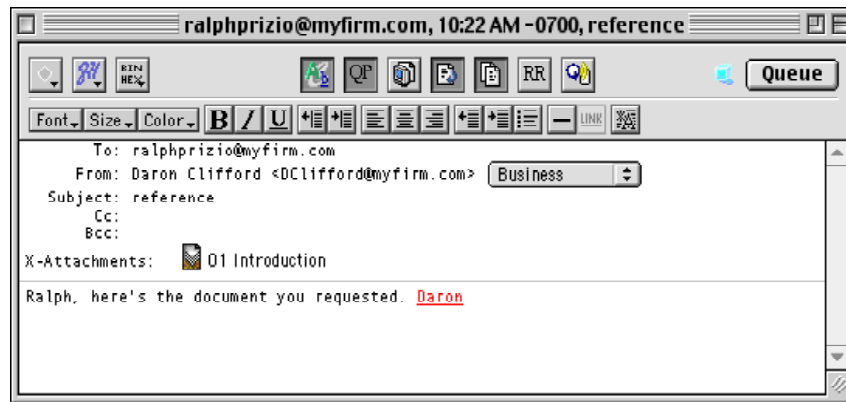 ralphprizio@myfirm.com, 10:22 AM -0700, reference
BIN HEX QP RR Queue
Font Size Color B I U LINK
To: ralphprizio@myfirm.com
From: Daron Clifford <DClifford@myfirm.com> Business
Subject: reference
Cc:
Bcc:
X-Attachments: 01 Introduction
Ralph, here's the document you requested. Daron